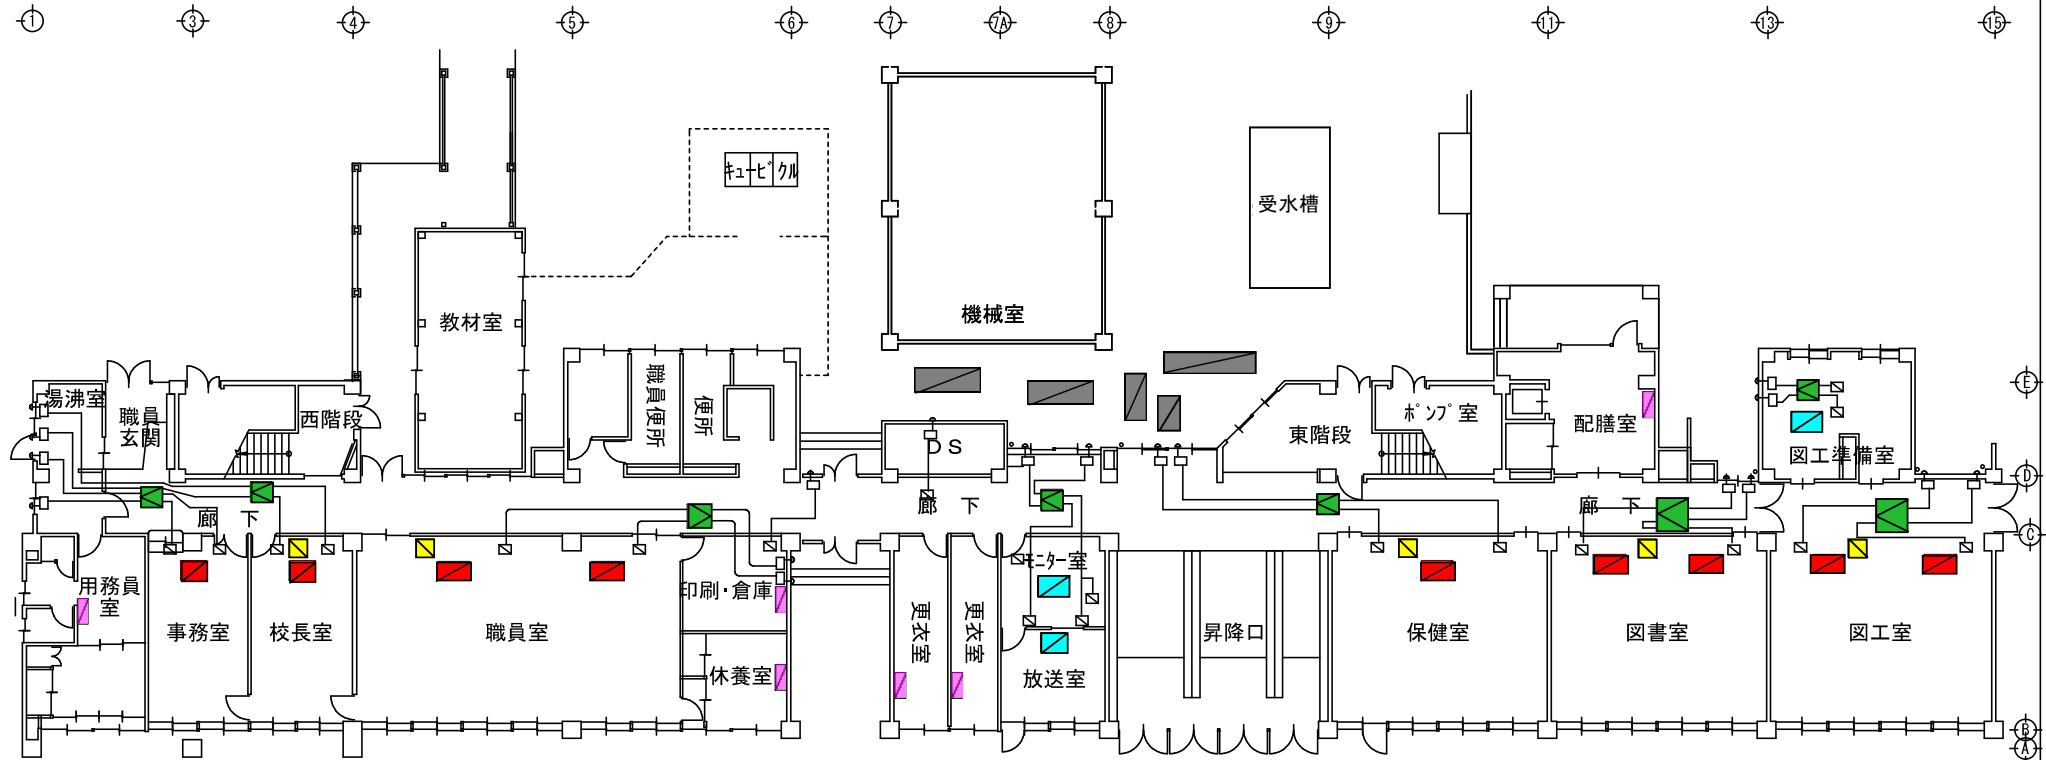 1 3 4 5 6 7 7A 8 9 11 13 15
キュービクル
受水槽
機械室
教材室
E
湯沸室
職員
玄関
西階段
職員便所
便所
DS
東階段
ポンプ室
配膳室
図工準備室
D
廊下
廊下
廊下
C
用務員
室
事務室
校長室
職員室
印刷・倉庫
休養室
更衣室
更衣室
モニター室
放送室
昇降口
保健室
図書室
図工室
B
A